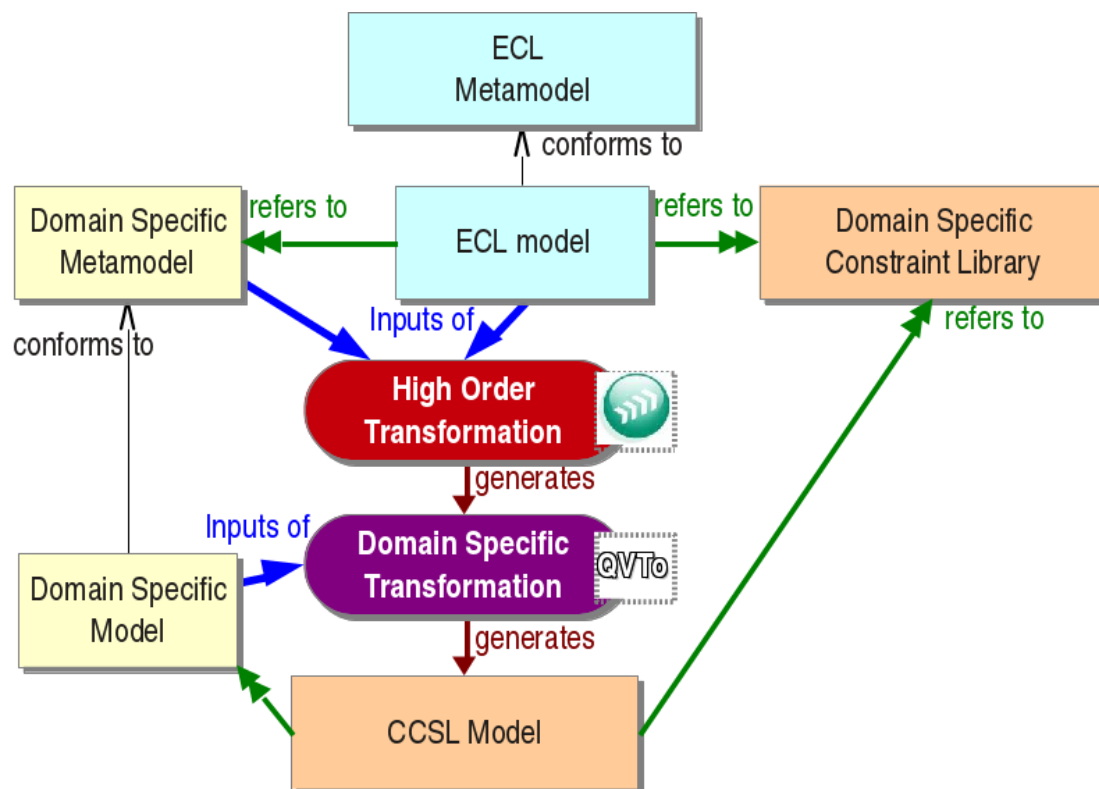 ECL
Metamodel
conforms to
Domain Specific
Metamodel
refers to
ECL model
refers to
Domain Specific
Constraint Library
conforms to
Inputs of
refers to
High Order
Transformation
generates
Inputs of
Domain Specific
Transformation
QVTo
Domain Specific
Model
generates
CCSL Model